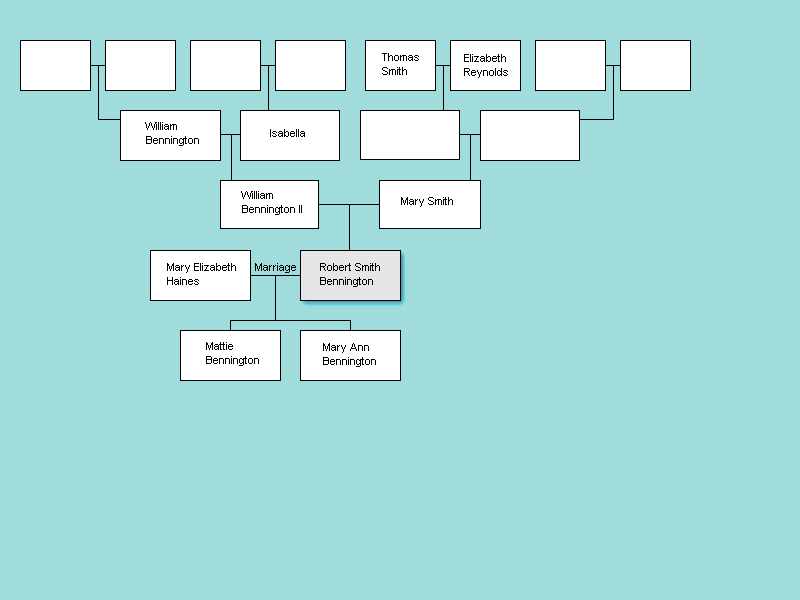 Thomas
Smith
Elizabeth
Reynolds
William
Bennington
Isabella
William
Bennington II
Mary Smith
Mary Elizabeth
Haines
Marriage
Robert Smith
Bennington
Mattie
Bennington
Mary Ann
Bennington